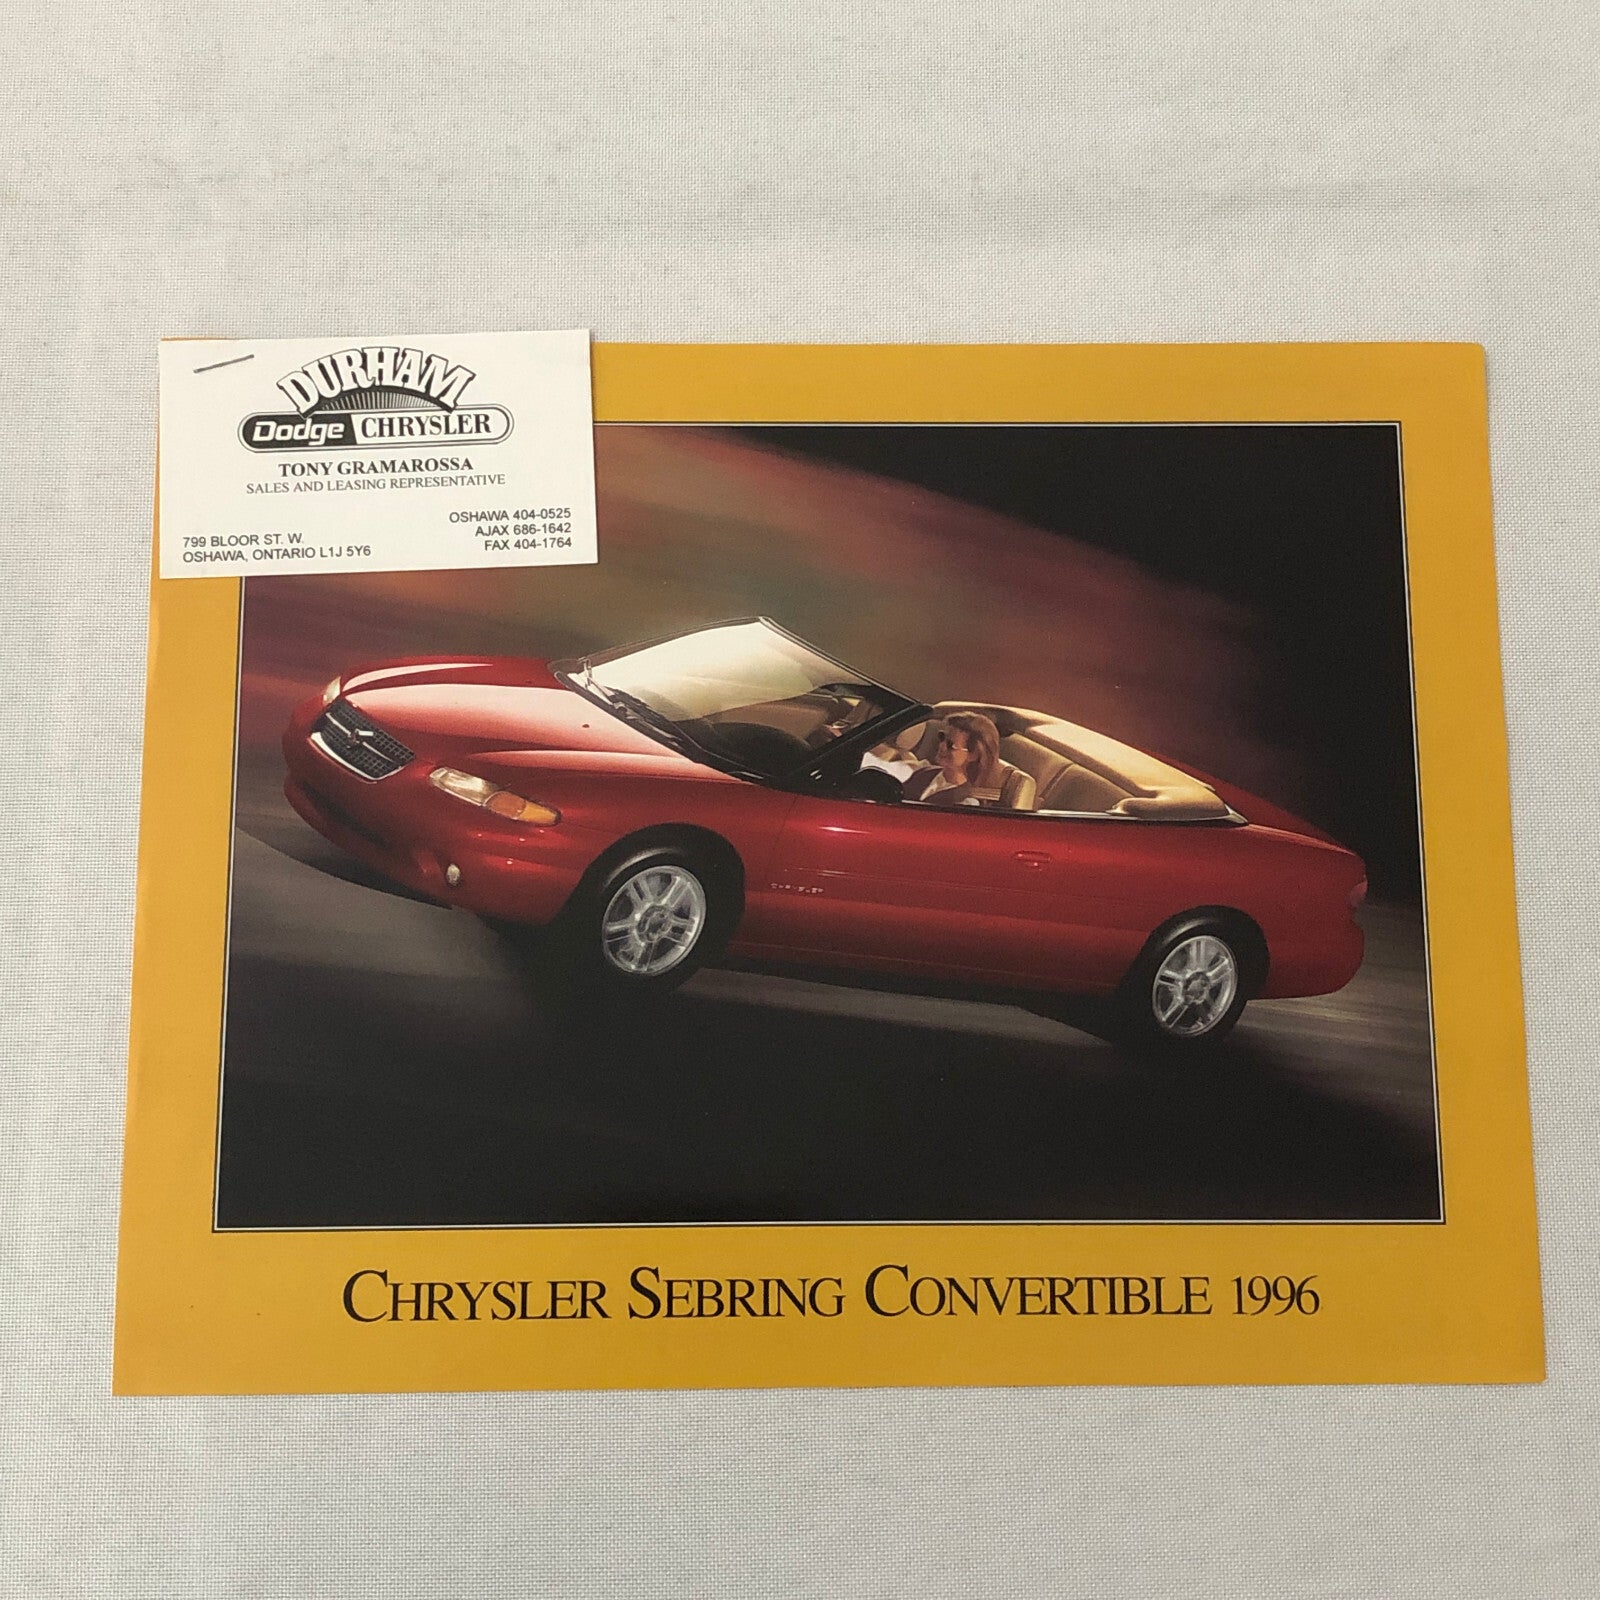 DURHAM
Dodge CHRYSLER
TONY GRAMAROSSA
SALES AND LEASING REPRESENTATIVE
OSHAWA 404-0525
AJAX 686-1642
FAX 404-1764
799 BLOOR ST. W.
OSHAWA, ONTARIO L1J 5Y6
CHRYSLER
CHRYSLER SEBRING CONVERTIBLE 1996